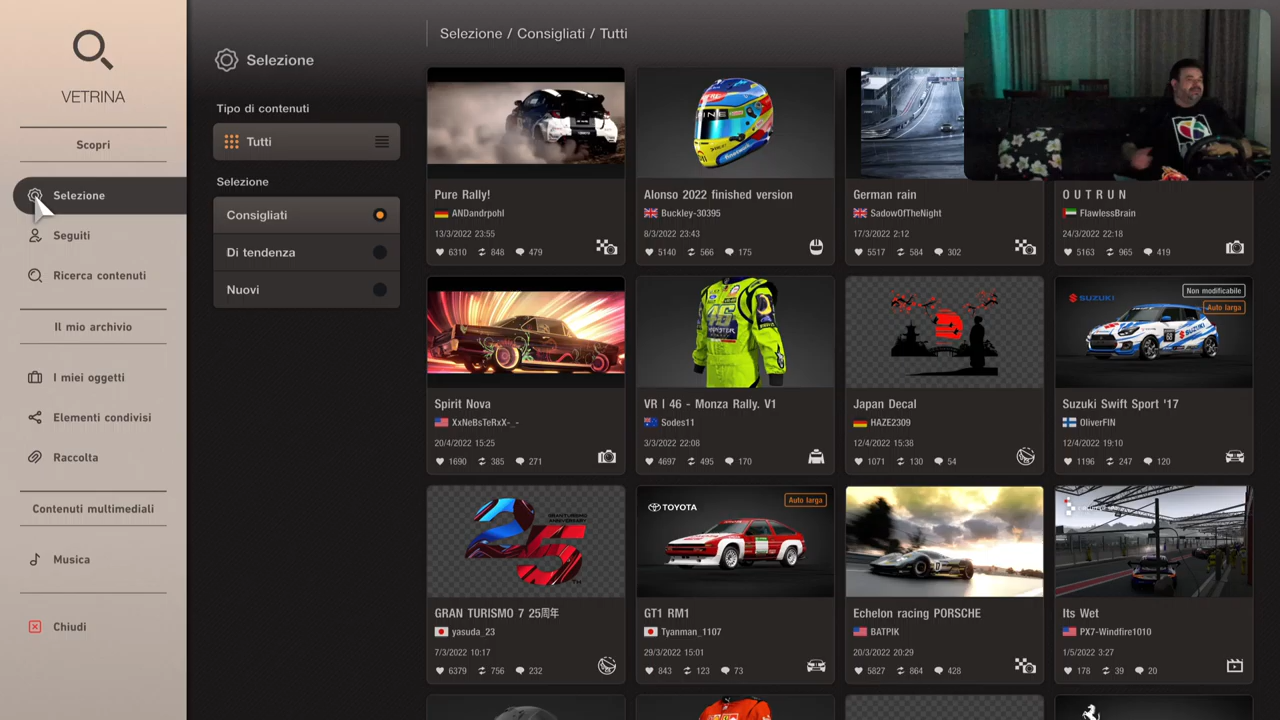 VETRINA
Scopri
Selezione
Seguiti
Ricerca contenuti
Il mio archivio
I miei oggetti
Elementi condivisi
Raccolta
Contenuti multimediali
Musica
Chiudi
Selezione
Tipo di contenuti
Tutti
Selezione
Consigliati
Di tendenza
Nuovi
Selezione / Consigliati / Tutti
Pure Rally!
ANDandrpohl
13/3/2022 23:55
6310 848 479
Alonso 2022 finished version
Buckley-30395
8/3/2022 23:43
5140 566 175
German rain
SadowOfTheNight
17/3/2022 2:12
5517 584 302
O U T R U N
FlawlessBrain
24/3/2022 22:18
5163 965 419
Spirit Nova
XxNeBsTeRxX-_-
20/4/2022 15:25
1690 385 271
46
VR | 46 - Monza Rally. V1
Sodes11
3/3/2022 22:08
4697 495 170
Japan Decal
HAZE2309
12/4/2022 15:38
1071 130 54
SUZUKI
Non modificabile
Auto larga
Suzuki Swift Sport '17
OliverFIN
12/4/2022 19:10
1196 247 120
GRAN TURISMO 7 25周年
yasuda_23
7/3/2022 10:17
6379 756 232
TOYOTA
Auto larga
GT1 RM1
Tyanman_1107
29/3/2022 15:01
843 123 73
Echelon racing PORSCHE
BATPIK
20/3/2022 20:29
5827 864 428
Its Wet
PX7-Windfire1010
1/5/2022 3:27
178 39 20